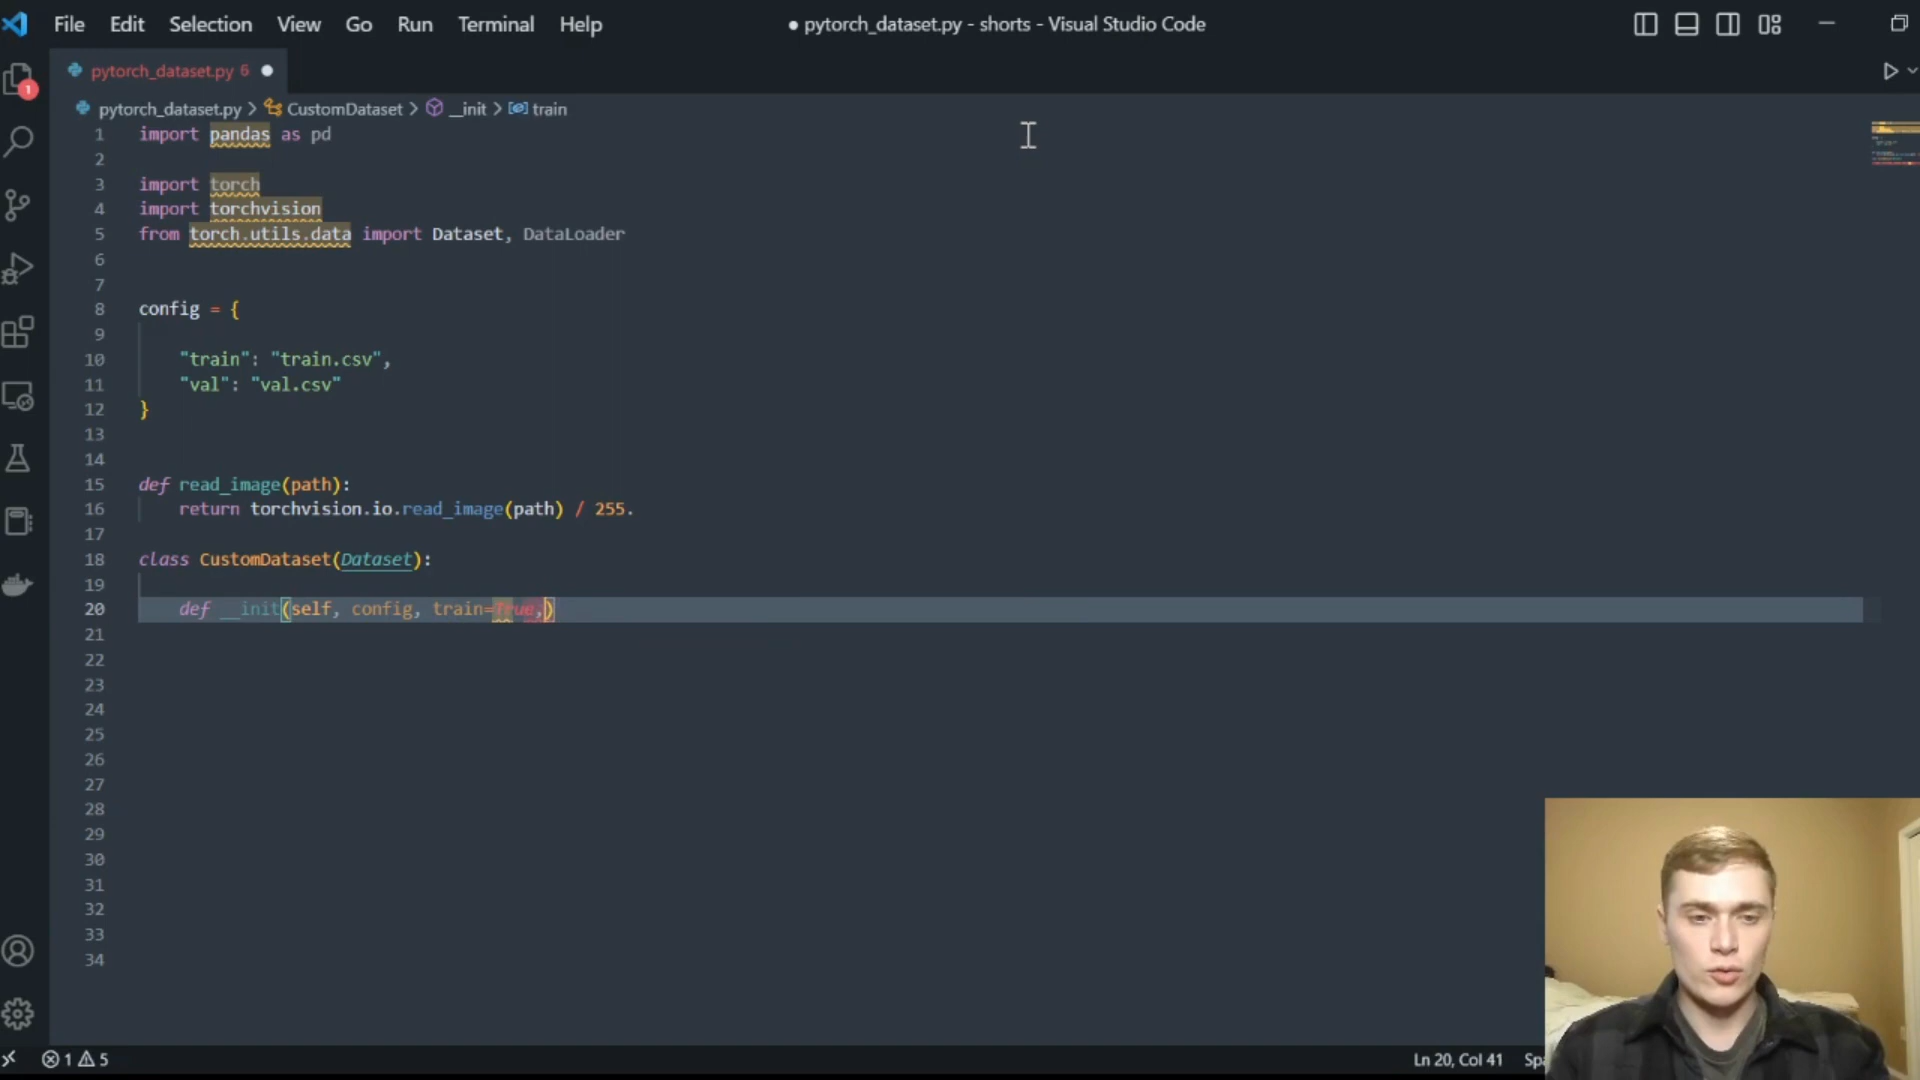 File Edit Selection View Go Run Terminal Help ● pytorch_dataset.py - shorts - Visual Studio Code
pytorch_dataset.py 6 ●
pytorch_dataset.py > CustomDataset > __init > train
1 import pandas as pd
2
3 import torch
4 import torchvision
5 from torch.utils.data import Dataset, DataLoader
6
7
8 config = {
9
10 "train": "train.csv",
11 "val": "val.csv"
12 }
13
14
15 def read_image(path):
16 return torchvision.io.read_image(path) / 255.
17
18 class CustomDataset(Dataset):
19
20 def __init(self, config, train=True,)
21
22
23
24
25
26
27
28
29
30
31
32
33
34
1
1 5 Ln 20, Col 41 Spa